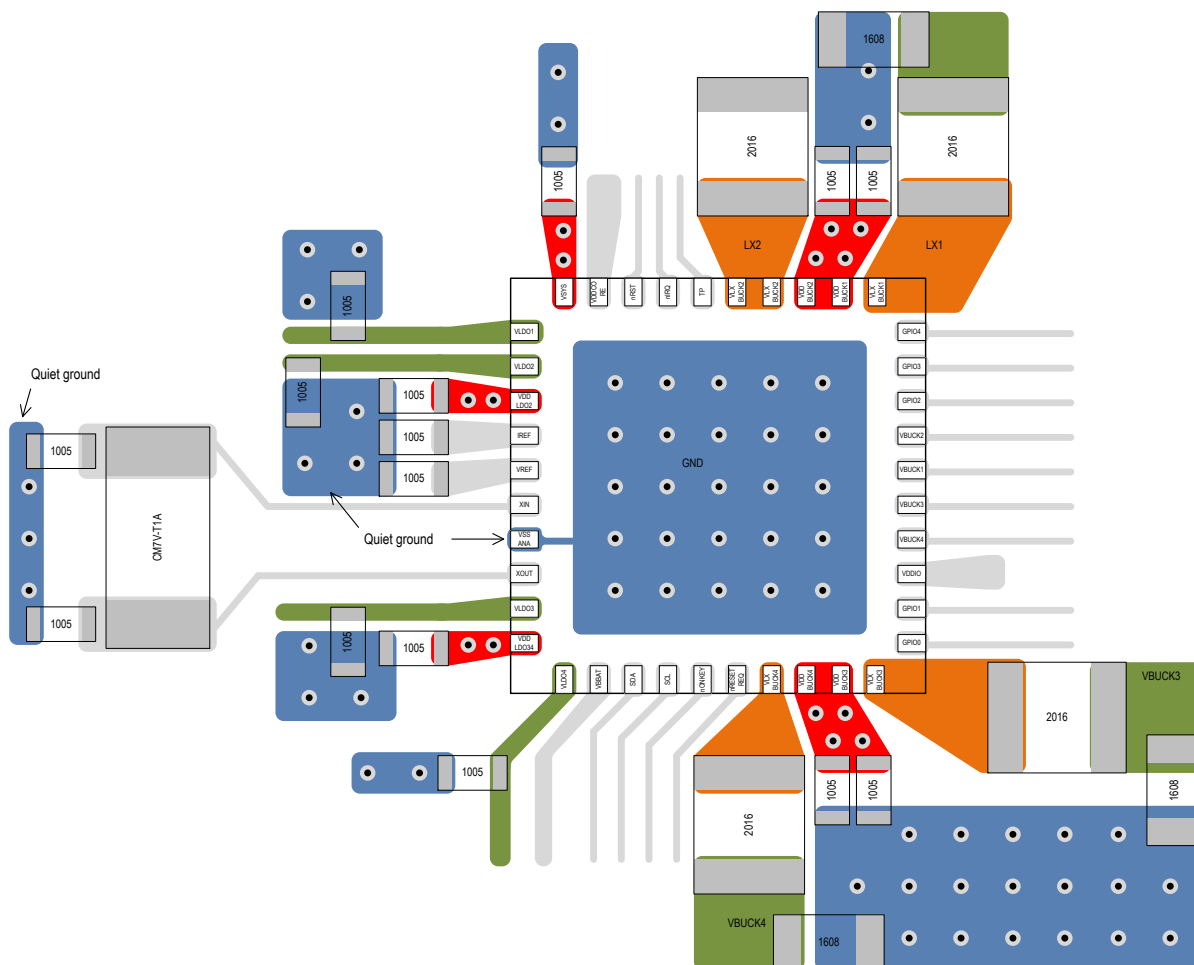 1608
2016
2016
1005
1005
1005
LX2
LX1
VSYS
VDDCO
RE
nRST
nIRQ
TP
VLX
BUCK2
VLX
BUCK2
VDD
BUCK2
VDD
BUCK1
VLX
BUCK1
1005
VLDO1
GPIO4
VLDO2
GPIO3
Quiet ground
1005
1005
VDD
LDO2
GPIO2
1005
IREF
VBUCK2
1005
1005
VREF
GND
VBUCK1
XIN
VBUCK3
CM7V-T1A
Quiet ground
VSS
ANA
VBUCK4
XOUT
VDDIO
1005
VLDO3
GPIO1
1005
1005
VDD
LDO34
GPIO0
VLDO4
VBBAT
SDA
SCL
nONKEY
nRESET
REQ
VLX
BUCK4
VDD
BUCK4
VDD
BUCK3
VLX
BUCK3
VBUCK3
2016
1005
1005
1005
1608
2016
VBUCK4
1608